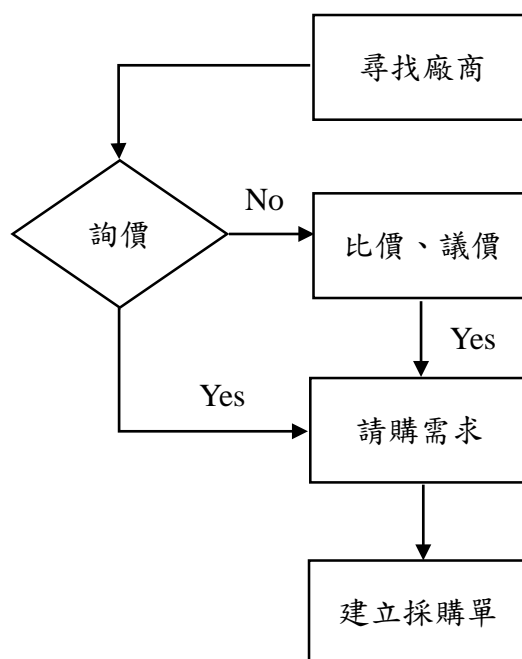 尋找廠商
詢價
No
比價、議價
Yes
Yes
請購需求
建立採購單